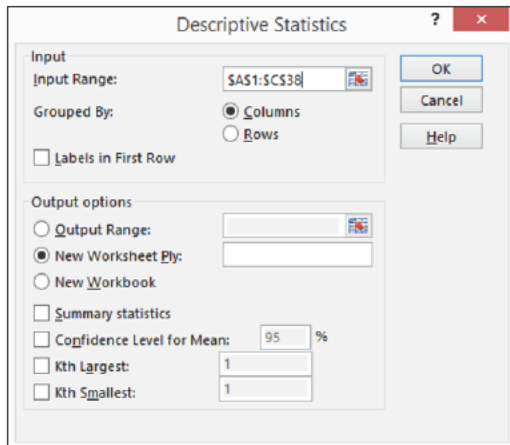 Descriptive Statistics ? ×
Input
Input Range: $A$1:$C$38 OK
Grouped By: Columns Cancel
Rows Help
Labels in First Row
Output options
Output Range:
New Worksheet Ply:
New Workbook
Summary statistics
Confidence Level for Mean: 95 %
Kth Largest: 1
Kth Smallest: 1